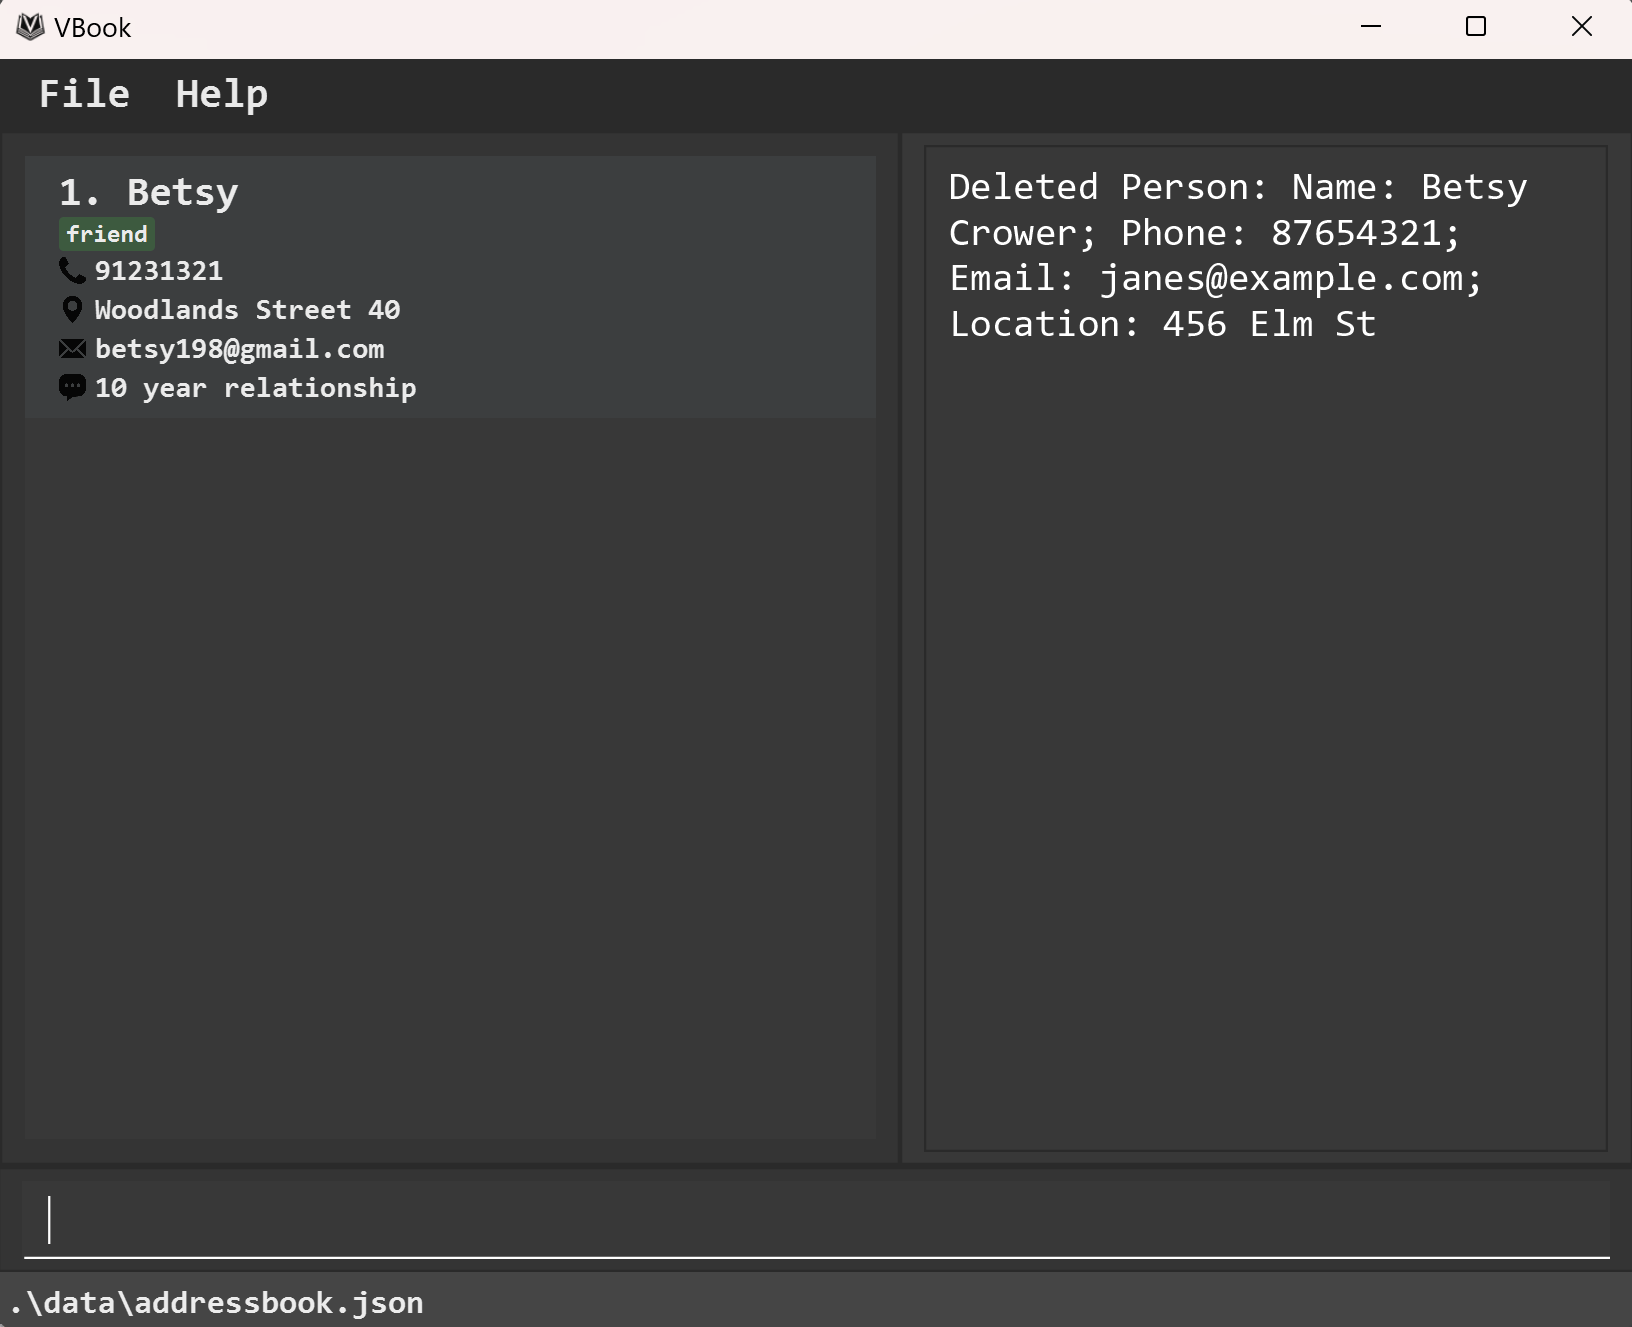 VBook
File Help
1. Betsy
friend
91231321
Woodlands Street 40
betsy198@gmail.com
10 year relationship
Deleted Person: Name: Betsy
Crower; Phone: 87654321;
Email: janes@example.com;
Location: 456 Elm St
.\data\addressbook.json